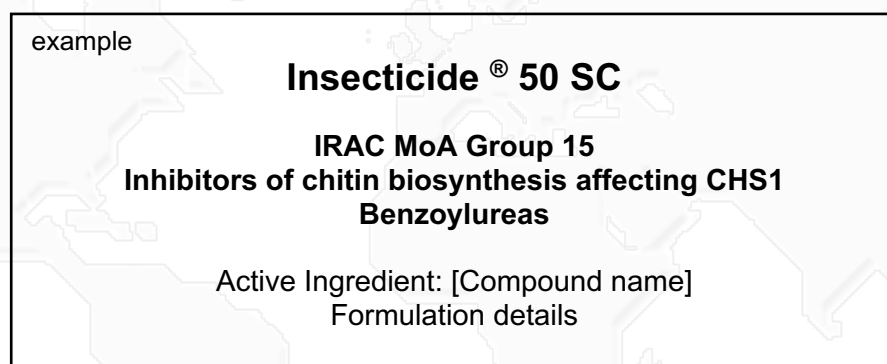 example
Insecticide ® 50 SC
IRAC MoA Group 15
Inhibitors of chitin biosynthesis affecting CHS1
Benzoylureas
Active Ingredient: [Compound name]
Formulation details